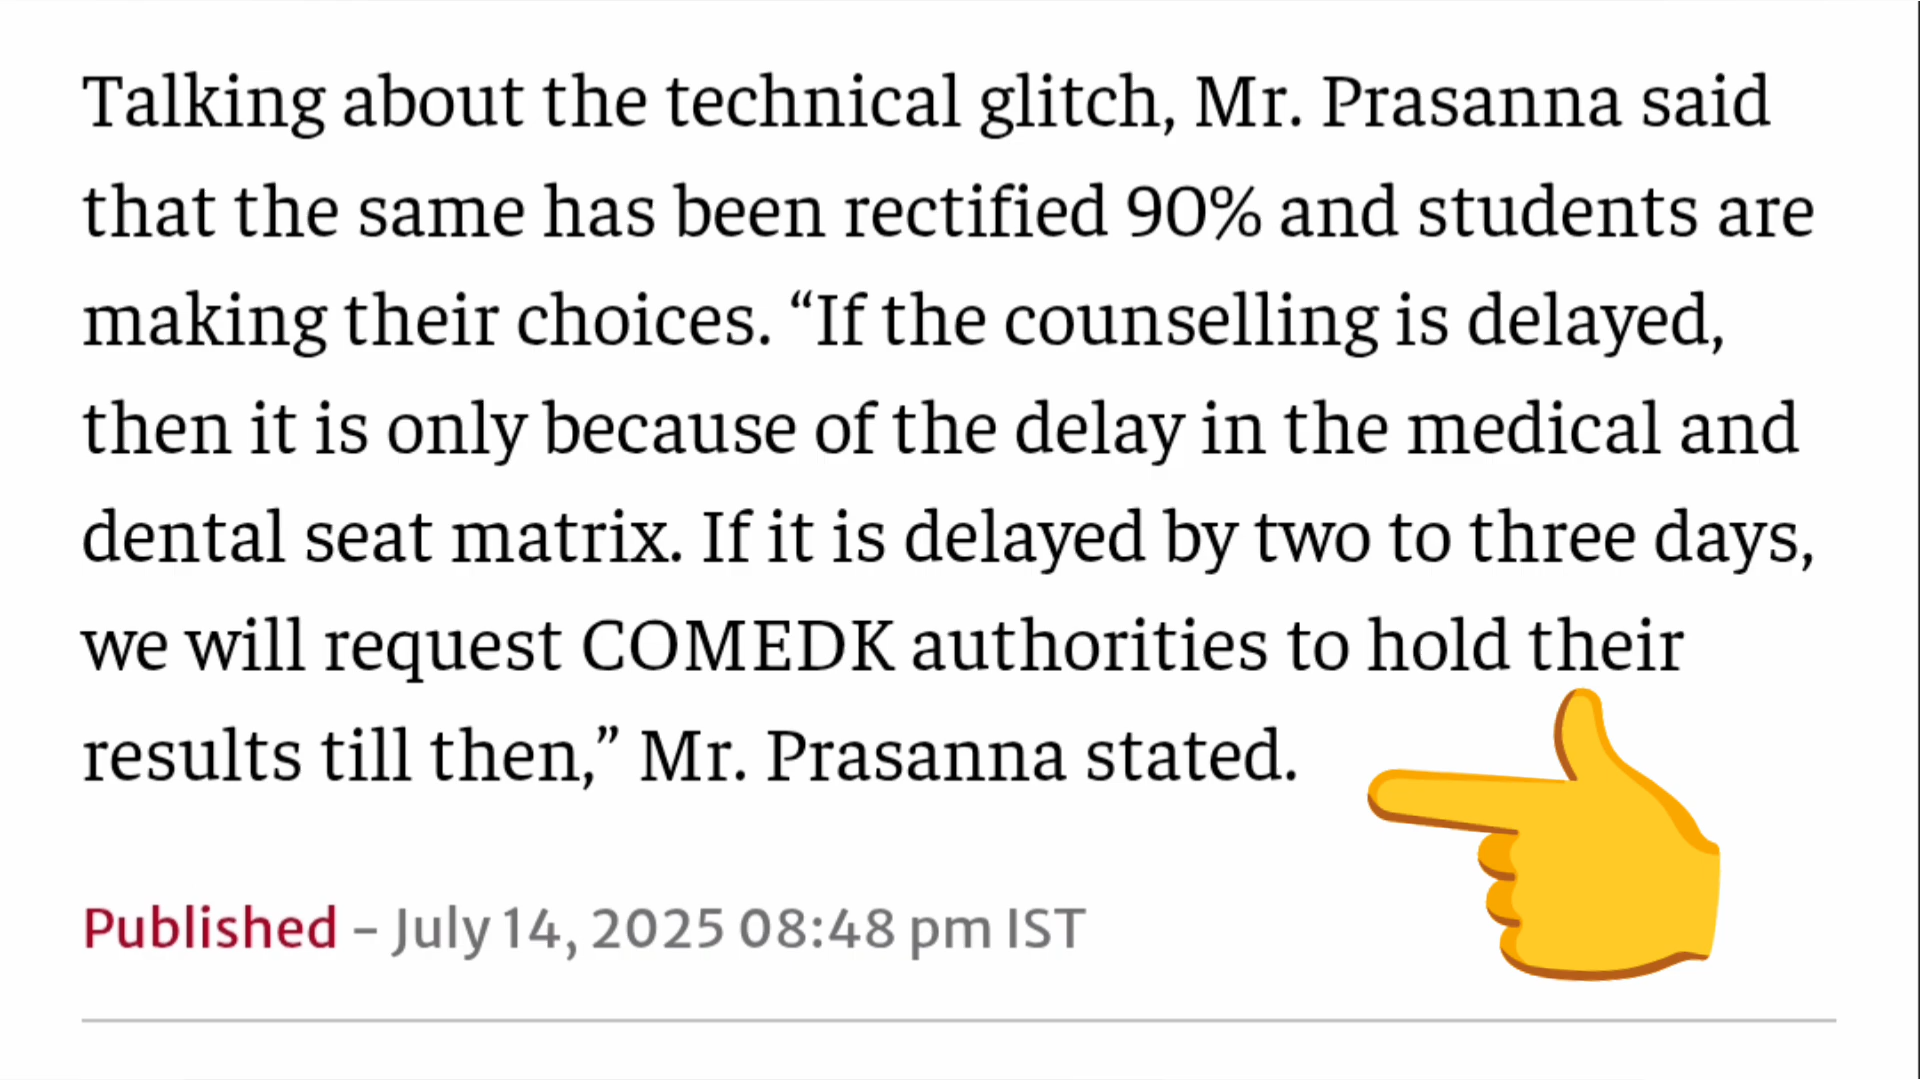 Talking about the technical glitch, Mr. Prasanna said
that the same has been rectified 90% and students are
making their choices. “If the counselling is delayed,
then it is only because of the delay in the medical and
dental seat matrix. If it is delayed by two to three days,
we will request COMEDK authorities to hold their
results till then,” Mr. Prasanna stated.
Published – July 14, 2025 08:48 pm IST